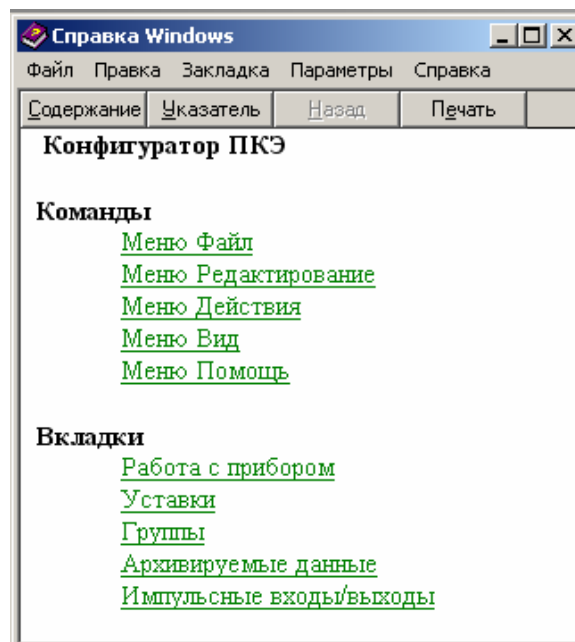 Справка Windows
Файл Правка Закладка Параметры Справка
Содержание Указатель Назад Печать
Конфигуратор ПКЭ
Команды
Меню Файл
Меню Редактирование
Меню Действия
Меню Вид
Меню Помощь
Вкладки
Работа с прибором
Уставки
Группы
Архивируемые данные
Импульсные входы/выходы